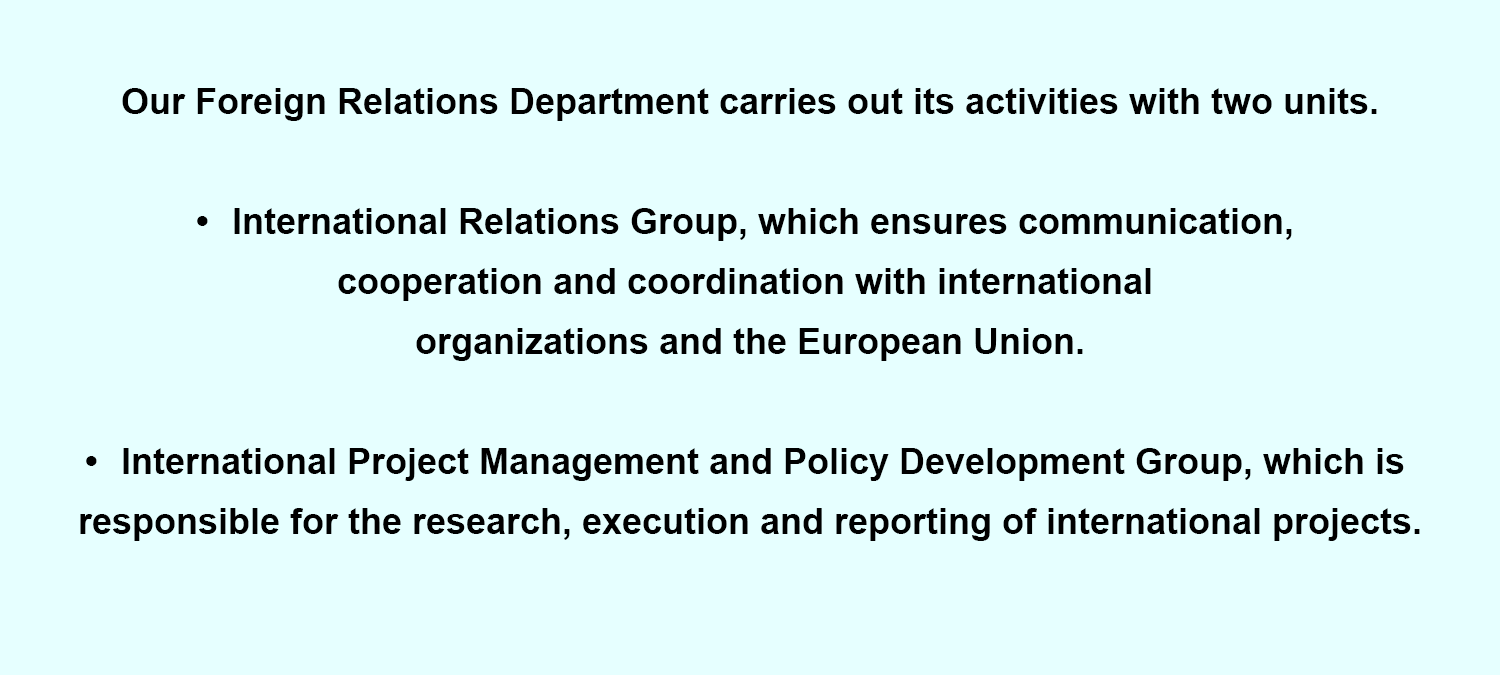 Our Foreign Relations Department carries out its activities with two units.
• International Relations Group, which ensures communication,
cooperation and coordination with international
organizations and the European Union.
• International Project Management and Policy Development Group, which is
responsible for the research, execution and reporting of international projects.